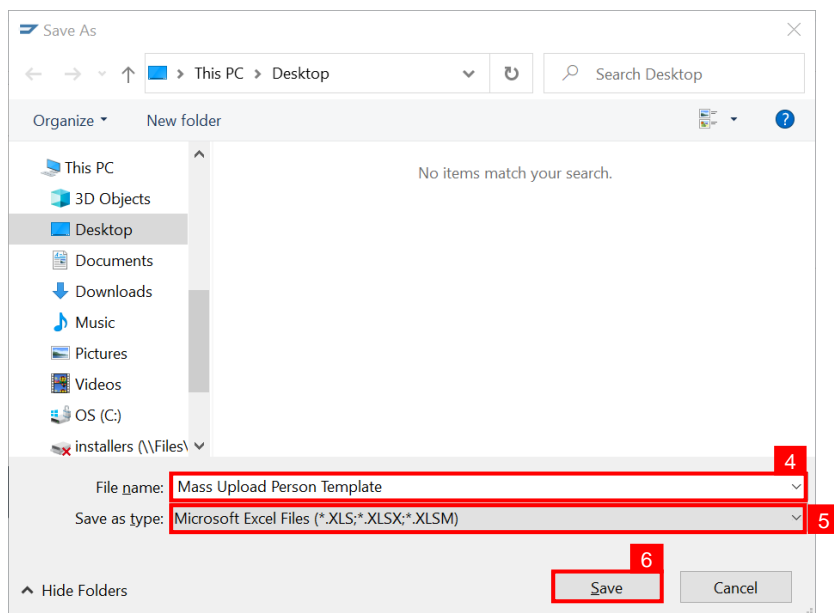 Save As
This PC > Desktop
Search Desktop
Organize
New folder
?
This PC
No items match your search.
3D Objects
Desktop
Documents
Downloads
Music
Pictures
Videos
OS (C:)
installers (\\Files\
4
File name: Mass Upload Person Template
Save as type: Microsoft Excel Files (*.XLS;*.XLSX;*.XLSM)
5
6
Hide Folders
Save
Cancel